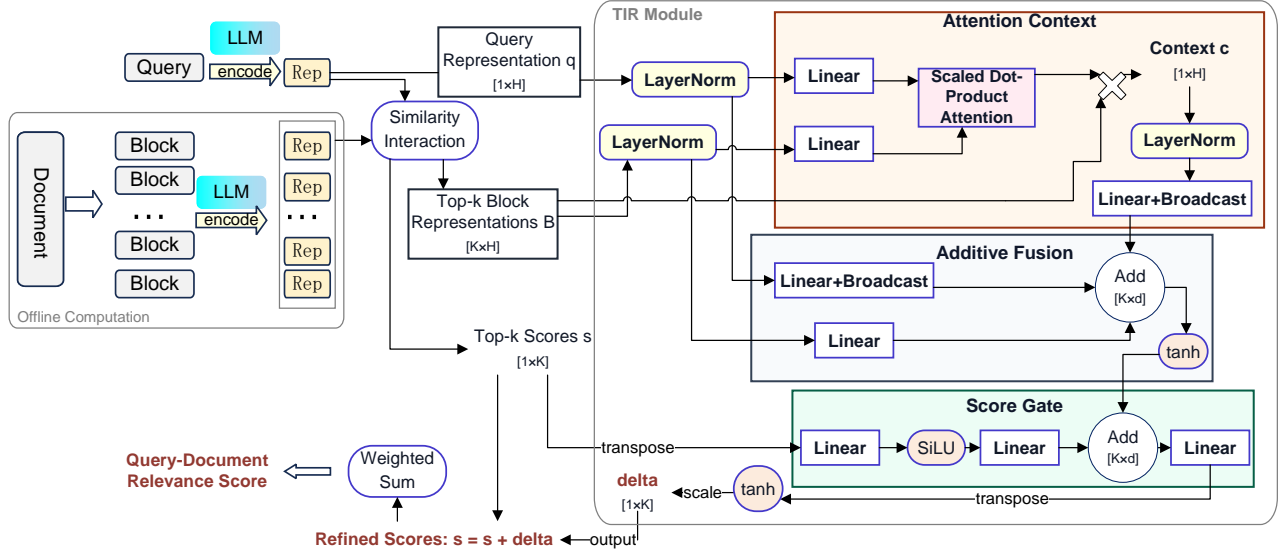 TIR Module
Attention Context
LLM
Query
encode
Rep
Query
Representation q
[1×H]
LayerNorm
Linear
Scaled Dot-
Product
Attention
Context c
[1×H]
Similarity
Interaction
LayerNorm
Linear
LayerNorm
Linear+Broadcast
Document
Block
Block
...
Block
Block
LLM
encode
Rep
Rep
...
Rep
Rep
Offline Computation
Top-k Block
Representations B
[K×H]
Additive Fusion
Linear+Broadcast
Add
[K×d]
Linear
tanh
Top-k Scores s
[1×K]
Score Gate
transpose
Linear
SiLU
Linear
Add
[K×d]
Linear
transpose
tanh
scale
delta
[1×K]
output
Refined Scores: s = s + delta
Weighted
Sum
Query-Document
Relevance Score